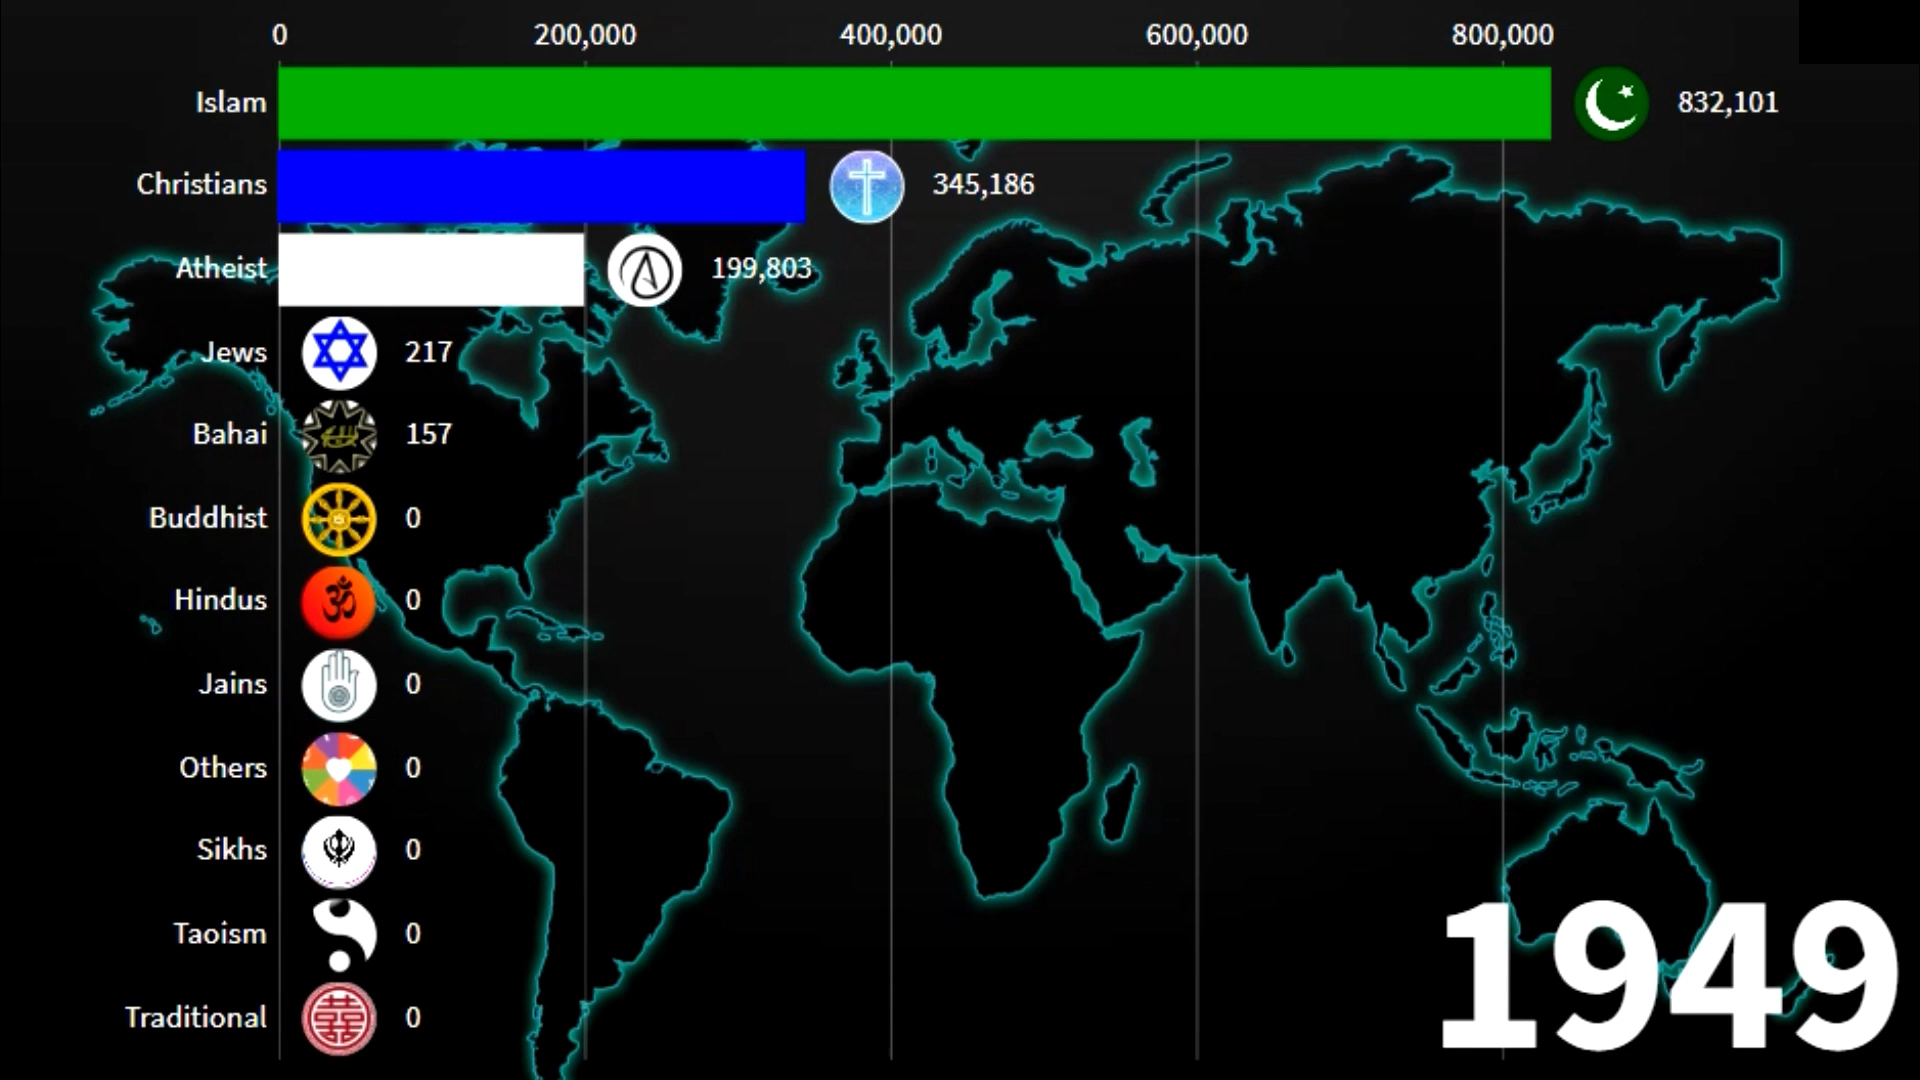 0 200,000 400,000 600,000 800,000
Islam 832,101
Christians 345,186
Atheist 199,803
Jews 217
Bahai 157
Buddhist 0
Hindus 0
Jains 0
Others 0
Sikhs 0
Taoism 0
Traditional 0
1949